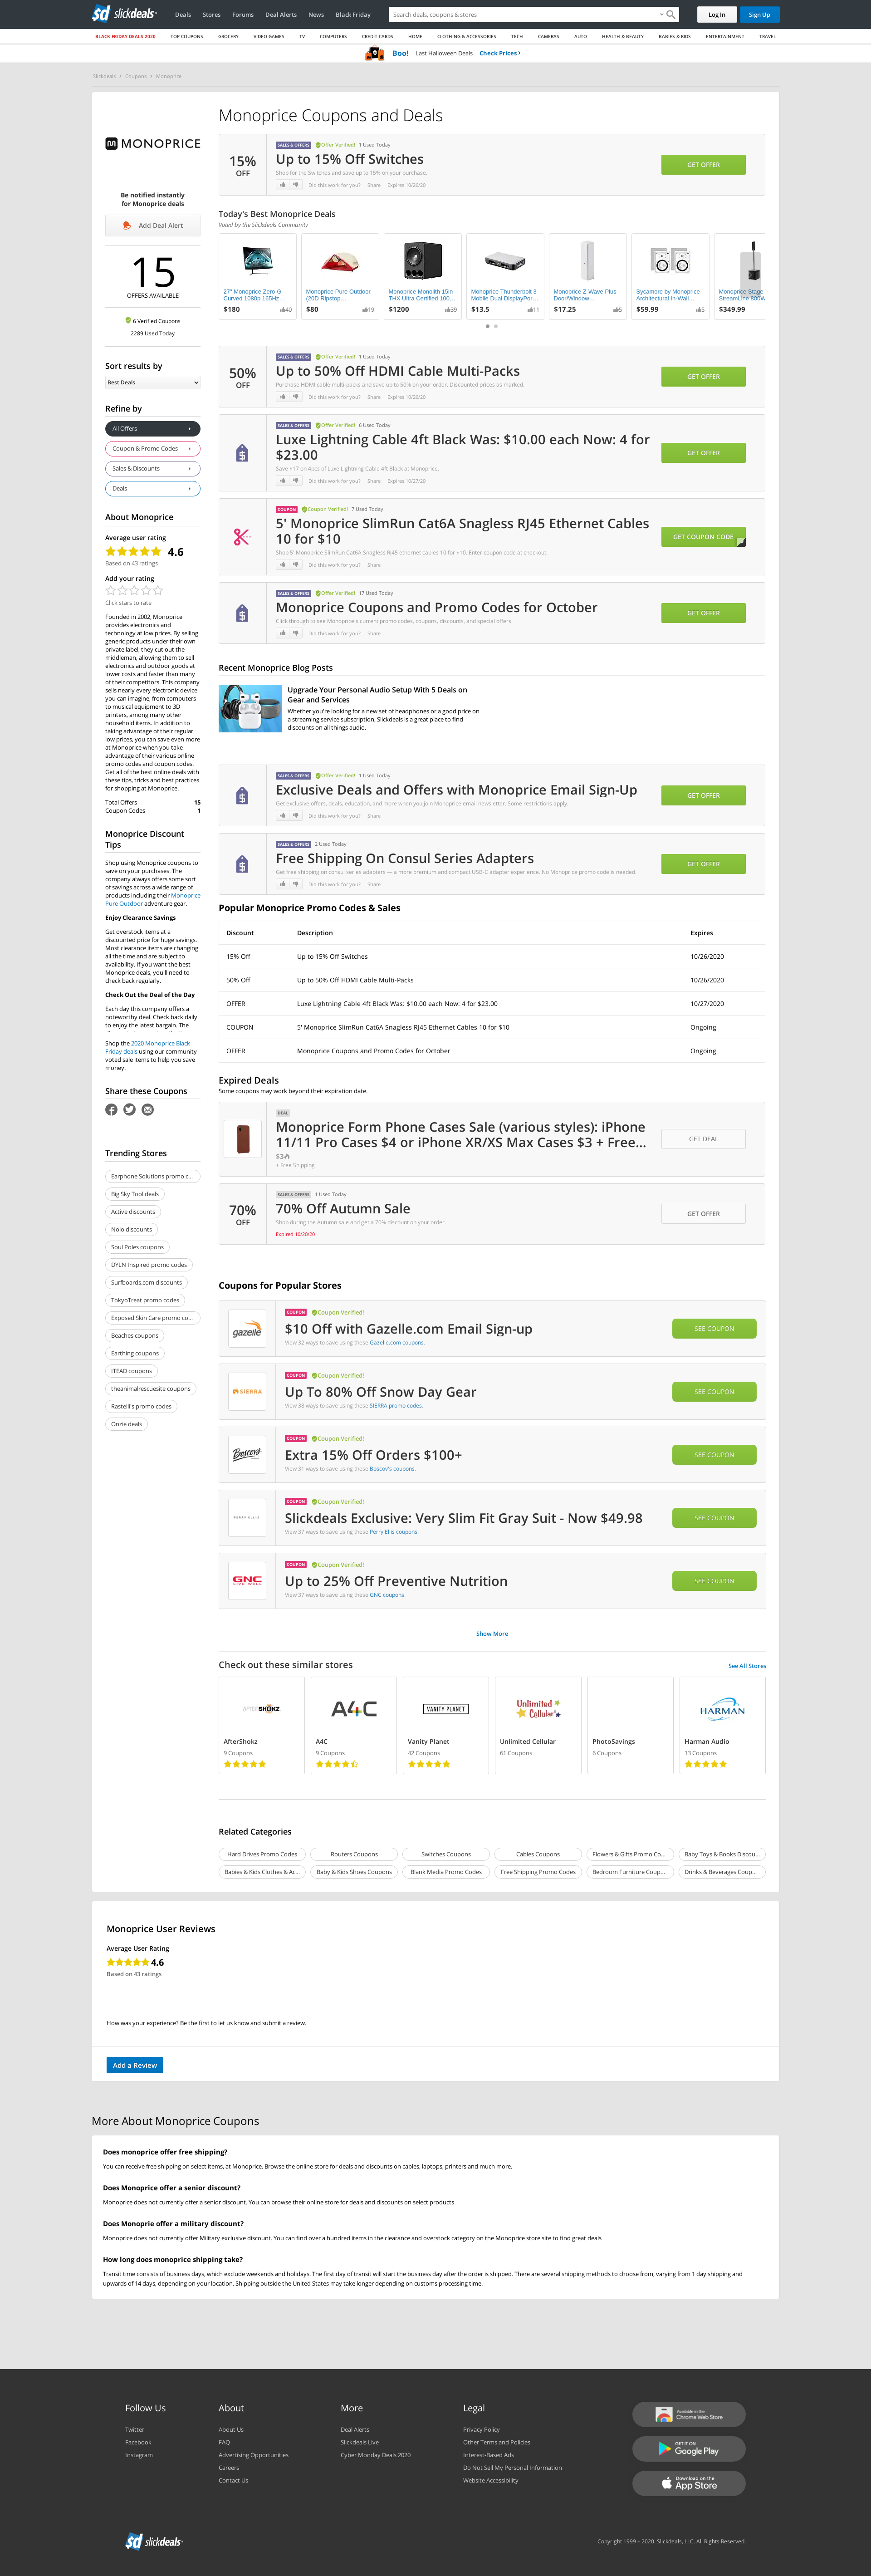 slickdeals
Deals Stores Forums Deal Alerts News Black Friday
Search deals, coupons & stores
Log In Sign Up
BLACK FRIDAY DEALS 2020 TOP COUPONS GROCERY VIDEO GAMES TV COMPUTERS CREDIT CARDS HOME CLOTHING & ACCESSORIES TECH CAMERAS AUTO HEALTH & BEAUTY BABIES & KIDS ENTERTAINMENT TRAVEL
Boo! Last Halloween Deals Check Prices
Slickdeals Coupons Monoprice
MONOPRICE
Be notified instantly
for Monoprice deals
Add Deal Alert
15
OFFERS AVAILABLE
6 Verified Coupons
2289 Used Today
Sort results by
Best Deals
Refine by
All Offers
Coupon & Promo Codes
Sales & Discounts
Deals
About Monoprice
Average user rating
4.6
Based on 43 ratings
Add your rating
Click stars to rate
Founded in 2002, Monoprice
provides electronics and
technology at low prices. By selling
generic products under their own
private label, they cut out the
middleman, allowing them to sell
electronics and outdoor goods at
lower costs and faster than many
of their competitors. This company
sells nearly every electronic device
you can imagine, from computers
to musical equipment to 3D
printers, among many other
household items. In addition to
taking advantage of their regular
low prices, you can save even more
at Monoprice when you take
advantage of their various online
promo codes and coupon codes.
Get all of the best online deals with
these tips, tricks and best practices
for shopping at Monoprice.
Total Offers 15
Coupon Codes 1
Monoprice Discount
Tips
Shop using Monoprice coupons to
save on your purchases. The
company always offers some sort
of savings across a wide range of
products including their Monoprice
Pure Outdoor adventure gear.
Enjoy Clearance Savings
Get overstock items at a
discounted price for huge savings.
Most clearance items are changing
all the time and are subject to
availability. If you want the best
Monoprice deals, you'll need to
check back regularly.
Check Out the Deal of the Day
Each day this company offers a
noteworthy deal. Check back daily
to enjoy the latest bargain. The
Shop the 2020 Monoprice Black
Friday deals using our community
voted sale items to help you save
money.
Share these Coupons
Trending Stores
Earphone Solutions promo c...
Big Sky Tool deals
Active discounts
Nolo discounts
Soul Poles coupons
DYLN Inspired promo codes
Surfboards.com discounts
TokyoTreat promo codes
Exposed Skin Care promo co...
Beaches coupons
Earthing coupons
ITEAD coupons
theanimalrescuesite coupons
Rastelli's promo codes
Onzie deals
Monoprice Coupons and Deals
15%
OFF
SALES & OFFERS Offer Verified! 1 Used Today
Up to 15% Off Switches
Shop for the Switches and save up to 15% on your purchase.
Did this work for you? · Share · Expires 10/26/20
GET OFFER
Today's Best Monoprice Deals
Voted by the Slickdeals Community
27" Monoprice Zero-G
Curved 1080p 165Hz...
$180 40
Monoprice Pure Outdoor
(20D Ripstop...
$80 19
Monoprice Monolith 15in
THX Ultra Certified 100...
$1200 39
Monoprice Thunderbolt 3
Mobile Dual DisplayPor...
$13.5 11
Monoprice Z-Wave Plus
Door/Window...
$17.25 5
Sycamore by Monoprice
Architectural In-Wall...
$59.99 5
Monoprice Stage
StreamLine 800W
$349.99
50%
OFF
SALES & OFFERS Offer Verified! 1 Used Today
Up to 50% Off HDMI Cable Multi-Packs
Purchase HDMI cable multi-packs and save up to 50% on your order. Discounted prices as marked.
Did this work for you? · Share · Expires 10/26/20
GET OFFER
SALES & OFFERS Offer Verified! 6 Used Today
Luxe Lightning Cable 4ft Black Was: $10.00 each Now: 4 for
$23.00
Save $17 on 4pcs of Luxe Lightning Cable 4ft Black at Monoprice.
Did this work for you? · Share · Expires 10/27/20
GET OFFER
COUPON Coupon Verified! 7 Used Today
5' Monoprice SlimRun Cat6A Snagless RJ45 Ethernet Cables
10 for $10
Shop 5' Monoprice SlimRun Cat6A Snagless RJ45 ethernet cables 10 for $10. Enter coupon code at checkout.
Did this work for you? · Share
GET COUPON CODE
SALES & OFFERS Offer Verified! 17 Used Today
Monoprice Coupons and Promo Codes for October
Click through to see Monoprice's current promo codes, coupons, discounts, and special offers.
Did this work for you? · Share
GET OFFER
Recent Monoprice Blog Posts
Upgrade Your Personal Audio Setup With 5 Deals on
Gear and Services
Whether you're looking for a new set of headphones or a good price on
a streaming service subscription, Slickdeals is a great place to find
discounts on all things audio.
SALES & OFFERS Offer Verified! 1 Used Today
Exclusive Deals and Offers with Monoprice Email Sign-Up
Get exclusive offers, deals, education, and more when you join Monoprice email newsletter. Some restrictions apply.
Did this work for you? · Share
GET OFFER
SALES & OFFERS 2 Used Today
Free Shipping On Consul Series Adapters
Get free shipping on consul series adapters — a more premium and compact USB-C adapter experience. No Monoprice promo code is needed.
Did this work for you? · Share
GET OFFER
Popular Monoprice Promo Codes & Sales
Discount Description Expires
15% Off Up to 15% Off Switches 10/26/2020
50% Off Up to 50% Off HDMI Cable Multi-Packs 10/26/2020
OFFER Luxe Lightning Cable 4ft Black Was: $10.00 each Now: 4 for $23.00 10/27/2020
COUPON 5' Monoprice SlimRun Cat6A Snagless RJ45 Ethernet Cables 10 for $10 Ongoing
OFFER Monoprice Coupons and Promo Codes for October Ongoing
Expired Deals
Some coupons may work beyond their expiration date.
DEAL
Monoprice Form Phone Cases Sale (various styles): iPhone
11/11 Pro Cases $4 or iPhone XR/XS Max Cases $3 + Free...
$3
+ Free Shipping
GET DEAL
70%
OFF
SALES & OFFERS 1 Used Today
70% Off Autumn Sale
Shop during the Autumn sale and get a 70% discount on your order.
Expired 10/20/20
GET OFFER
Coupons for Popular Stores
gazelle
COUPON Coupon Verified!
$10 Off with Gazelle.com Email Sign-up
View 32 ways to save using these Gazelle.com coupons.
SEE COUPON
SIERRA
COUPON Coupon Verified!
Up To 80% Off Snow Day Gear
View 38 ways to save using these SIERRA promo codes.
SEE COUPON
Boscov's
COUPON Coupon Verified!
Extra 15% Off Orders $100+
View 31 ways to save using these Boscov's coupons.
SEE COUPON
PERRY ELLIS
COUPON Coupon Verified!
Slickdeals Exclusive: Very Slim Fit Gray Suit - Now $49.98
View 37 ways to save using these Perry Ellis coupons.
SEE COUPON
GNC
LIVE WELL
COUPON Coupon Verified!
Up to 25% Off Preventive Nutrition
View 37 ways to save using these GNC coupons.
SEE COUPON
Show More
Check out these similar stores See All Stores
AFTERSHOKZ
AfterShokz
9 Coupons
A4C
A4C
9 Coupons
VANITY PLANET
Vanity Planet
42 Coupons
Unlimited
Cellular
Unlimited Cellular
61 Coupons
PhotoSavings
6 Coupons
HARMAN
Harman Audio
13 Coupons
Related Categories
Hard Drives Promo Codes Routers Coupons Switches Coupons Cables Coupons Flowers & Gifts Promo Co... Baby Toys & Books Discou...
Babies & Kids Clothes & Ac... Baby & Kids Shoes Coupons Blank Media Promo Codes Free Shipping Promo Codes Bedroom Furniture Coup... Drinks & Beverages Coup...
Monoprice User Reviews
Average User Rating
4.6
Based on 43 ratings
How was your experience? Be the first to let us know and submit a review.
Add a Review
More About Monoprice Coupons
Does monoprice offer free shipping?
You can receive free shipping on select items, at Monoprice. Browse the online store for deals and discounts on cables, laptops, printers and much more.
Does Monoprice offer a senior discount?
Monoprice does not currently offer a senior discount. You can browse their online store for deals and discounts on select products
Does Monoprie offer a military discount?
Monoprice does not currently offer Military exclusive discount. You can find over a hundred items in the clearance and overstock category on the Monoprice store site to find great deals
How long does monoprice shipping take?
Transit time consists of business days, which exclude weekends and holidays. The first day of transit will start the business day after the order is shipped. There are several shipping methods to choose from, varying from 1 day shipping and
upwards of 14 days, depending on your location. Shipping outside the United States may take longer depending on customs processing time.
Follow Us
Twitter
Facebook
Instagram
About
About Us
FAQ
Advertising Opportunities
Careers
Contact Us
More
Deal Alerts
Slickdeals Live
Cyber Monday Deals 2020
Legal
Privacy Policy
Other Terms and Policies
Interest-Based Ads
Do Not Sell My Personal Information
Website Accessibility
Available in the
Chrome Web Store
GET IT ON
Google Play
Download on the
App Store
slickdeals
Copyright 1999 - 2020. Slickdeals, LLC. All Rights Reserved.